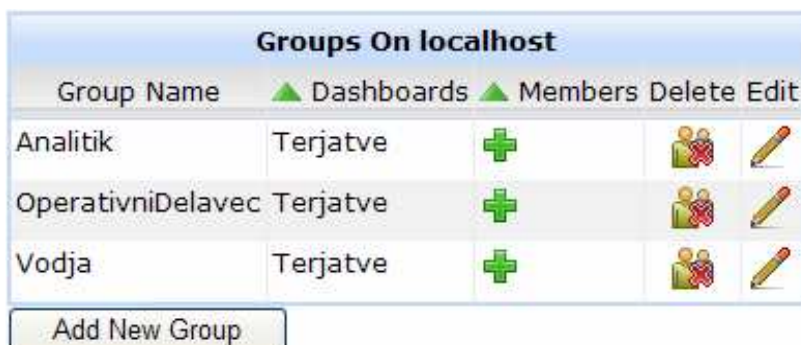 Groups On localhost
Group Name Dashboards Members Delete Edit
Analitik Terjatve
OperativniDelavec Terjatve
Vodja Terjatve
Add New Group